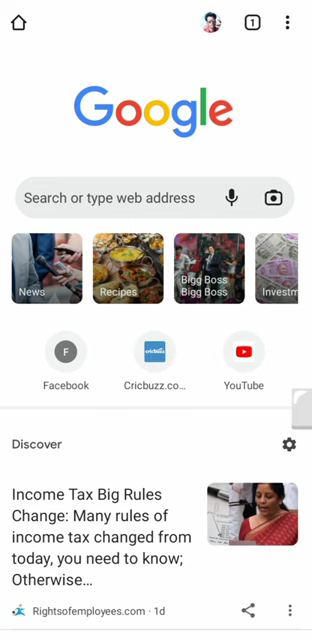 1
Google
Search or type web address
News
Recipes
Bigg Boss
Bigg Boss
Investm
F
cricbuzz
Facebook
Cricbuzz.co...
YouTube
Discover
Income Tax Big Rules
Change: Many rules of
income tax changed from
today, you need to know;
Otherwise...
Rightsofemployees.com · 1d